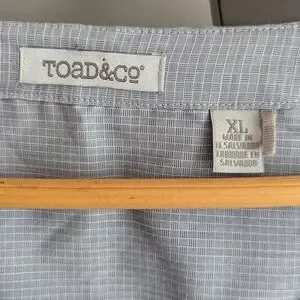 TOaD&CO®
XL
MADE IN
EL SALVADOR
FABRIQUE EN
SALVADOR